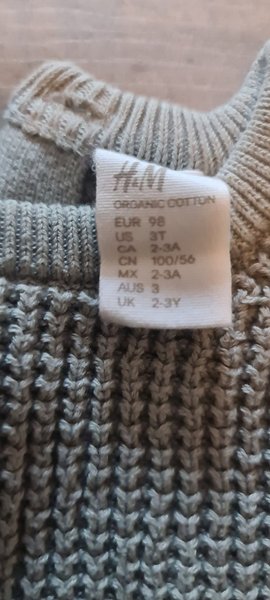 H&M
ORGANIC COTTON
EUR 98
US 3T
CA 2-3A
CN 100/56
MX 2-3A
AUS 3
UK 2-3Y